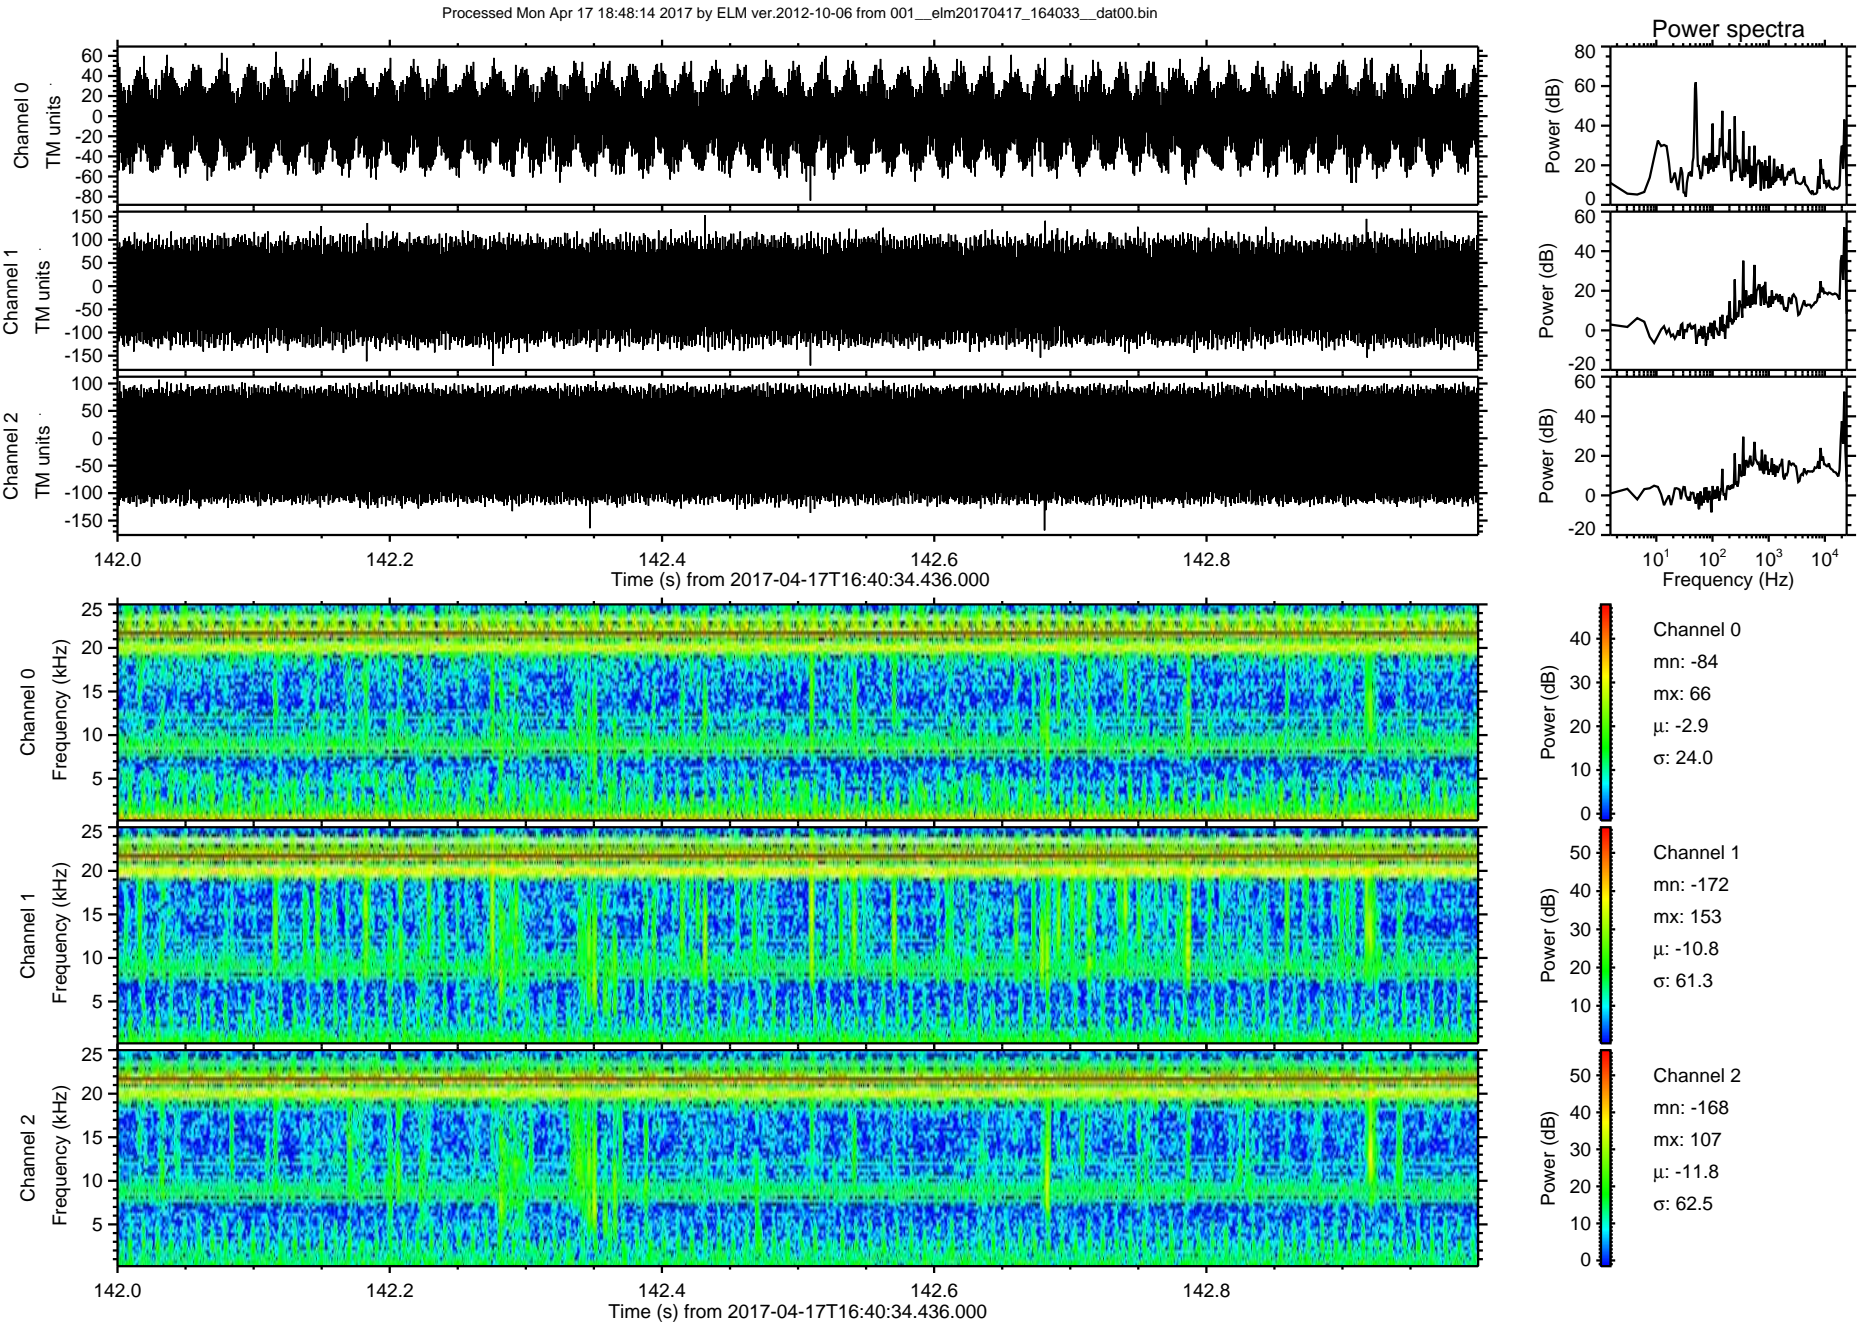 Processed Mon Apr 17 18:48:14 2017 by ELM ver.2012-10-06 from 001__elm20170417_164033__dat00.bin
Power spectra
Channel 0
TM units
60
40
20
0
-20
-40
-60
-80
Power (dB)
80
60
40
20
0
Channel 1
TM units
150
100
50
0
-50
-100
-150
Power (dB)
60
40
20
0
-20
Channel 2
TM units
100
50
0
-50
-100
-150
Power (dB)
60
40
20
0
-20
142.0 142.2 142.4 142.6 142.8
Time (s) from 2017-04-17T16:40:34.436.000
10¹ 10² 10³ 10⁴
Frequency (Hz)
Channel 0
Frequency (kHz)
25
20
15
10
5
Power (dB)
40
30
20
10
0
Channel 0
mn: -84
mx: 66
μ: -2.9
σ: 24.0
Channel 1
Frequency (kHz)
25
20
15
10
5
Power (dB)
50
40
30
20
10
Channel 1
mn: -172
mx: 153
μ: -10.8
σ: 61.3
Channel 2
Frequency (kHz)
25
20
15
10
5
Power (dB)
50
40
30
20
10
0
Channel 2
mn: -168
mx: 107
μ: -11.8
σ: 62.5
142.0 142.2 142.4 142.6 142.8
Time (s) from 2017-04-17T16:40:34.436.000